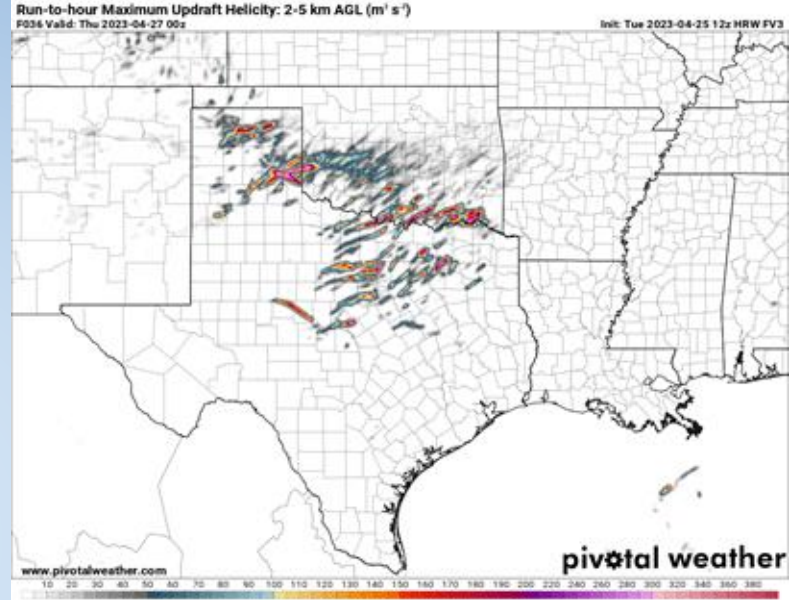 Run-to-hour Maximum Updraft Helicity: 2-5 km AGL (m² s⁻²)
F036 Valid: Thu 2023-04-27 00z Init: Tue 2023-04-25 12z HRW FV3
www.pivotalweather.com
pivotal weather
10 20 30 40 50 60 70 80 90 100 110 120 130 140 150 160 170 180 190 200 220 240 260 280 300 320 340 360 380